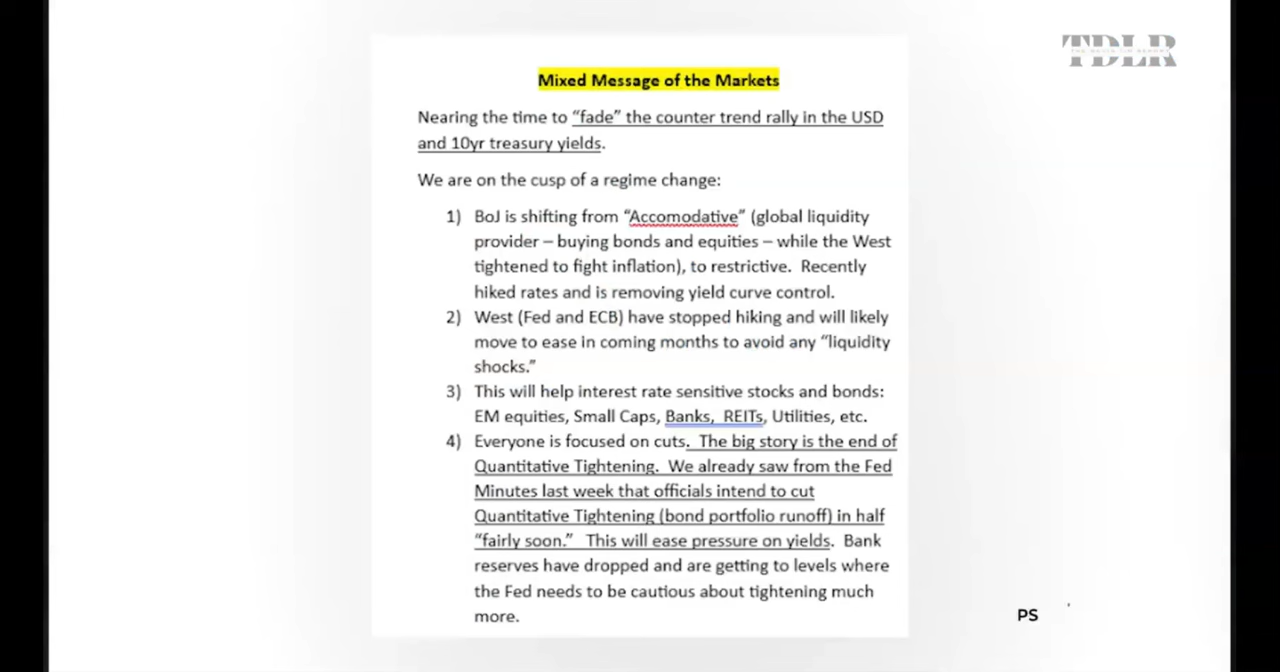 TDLR
Mixed Message of the Markets
Nearing the time to “fade” the counter trend rally in the USD
and 10yr treasury yields.
We are on the cusp of a regime change:
1) BoJ is shifting from “Accomodative” (global liquidity
provider – buying bonds and equities – while the West
tightened to fight inflation), to restrictive. Recently
hiked rates and is removing yield curve control.
2) West (Fed and ECB) have stopped hiking and will likely
move to ease in coming months to avoid any “liquidity
shocks.”
3) This will help interest rate sensitive stocks and bonds:
EM equities, Small Caps, Banks, REITs, Utilities, etc.
4) Everyone is focused on cuts. The big story is the end of
Quantitative Tightening. We already saw from the Fed
Minutes last week that officials intend to cut
Quantitative Tightening (bond portfolio runoff) in half
“fairly soon.” This will ease pressure on yields. Bank
reserves have dropped and are getting to levels where
the Fed needs to be cautious about tightening much
more.
PS